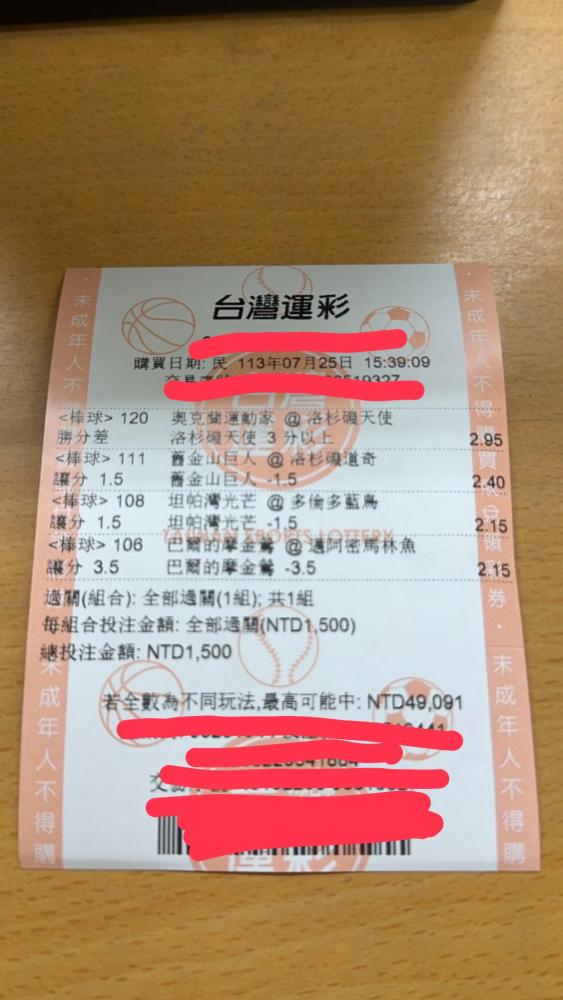 台灣運彩
購買日期: 民 113年07月25日 15:39:09
<棒球> 120 奧克蘭運動家 @ 洛杉磯天使
勝分差 洛杉磯天使 3 分以上 2.95
<棒球> 111 舊金山巨人 @ 洛杉磯道奇
讓分 1.5 舊金山巨人 -1.5 2.40
<棒球> 108 坦帕灣光芒 @ 多倫多藍鳥
讓分 1.5 坦帕灣光芒 -1.5 2.15
TAIWAN SPORTS LOTTERY
<棒球> 106 巴爾的摩金鶯 @ 邁阿密馬林魚
讓分 3.5 巴爾的摩金鶯 -3.5 2.15
過關(組合): 全部過關(1組); 共1組
每組合投注金額: 全部過關(NTD1,500)
總投注金額: NTD1,500
若全數為不同玩法,最高可能中: NTD49,091
未成年人不
未成年人不得購
未成年人不得購買或領券
未成年人不得購